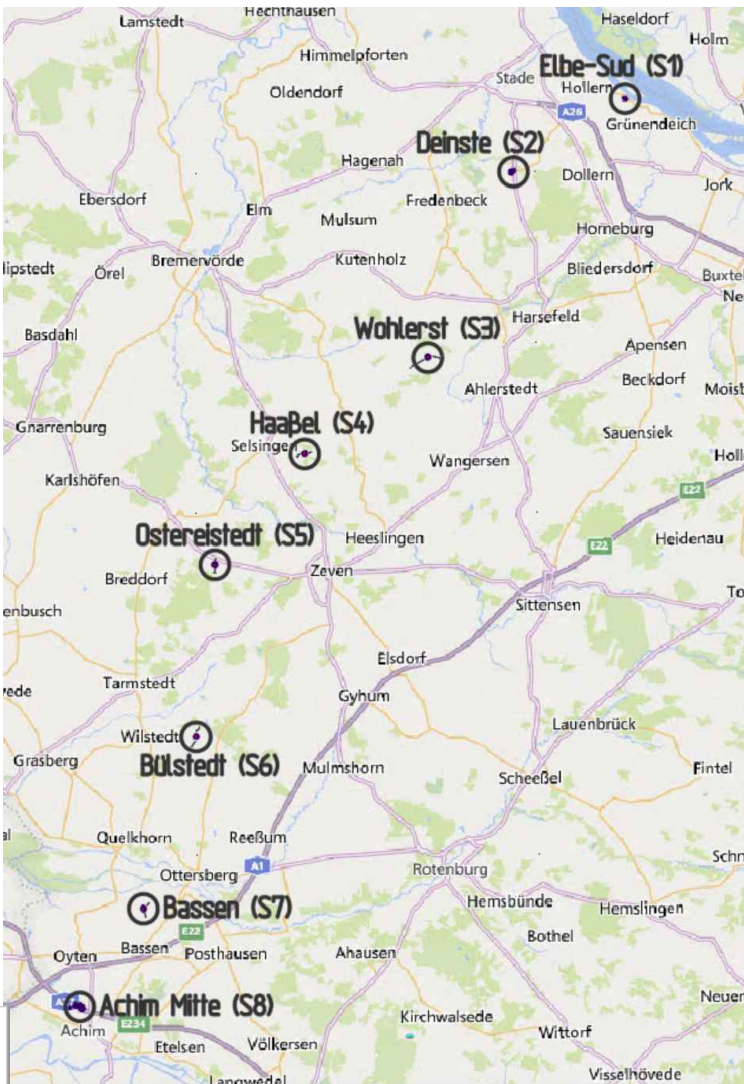 Hechthausen
Lamstedt
Haseldorf
Holm
Himmelpforten
Elbe-Sud (S1)
Stade
Hollern
Oldendorf
A26
Grünendeich
Deinste (S2)
Hagenah
Dollern
Jork
Ebersdorf
Fredenbeck
Elm
Mulsum
Horneburg
Bremervörde
Kutenholz
lipstedt
Örel
Bliedersdorf
Buxte
Ne
Harsefeld
Wohlerst (S3)
Basdahl
Apensen
Beckdorf
Ahlerstedt
Moisb
Haaßel (S4)
Gnarrenburg
Selsingen
Sauensiek
Holl
Wangersen
Karlshöfen
E22
Ostereistedt (S5)
Heeslingen
E22
Heidenau
Breddorf
Zeven
To
enbusch
Sittensen
Elsdorf
wede
Tarmstedt
Gyhum
Lauenbrück
Wilstedt
Grasberg
Bülstedt (S6)
Mulmshorn
Scheeßel
Fintel
al
Quelkhorn
Reeßum
Schn
A1
Ottersberg
Rotenburg
Bassen (S7)
Hemsbünde
Hemslingen
E22
Bothel
Oyten
Bassen
Posthausen
Ahausen
Neuer
Achim Mitte (S8)
Kirchwalsede
Achim
E234
Wittorf
Etelsen
Völkersen
Langwedel
Visselhövede